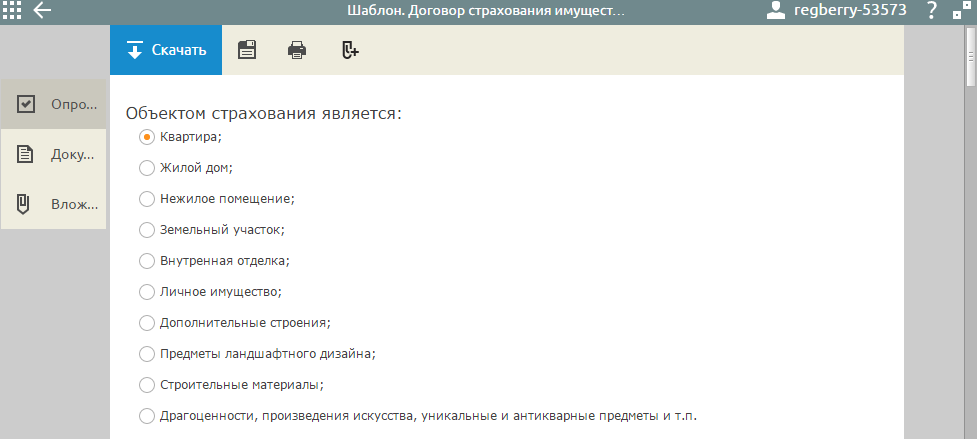 Шаблон. Договор страхования имущест...
regberry-53573
?
Скачать
Опро...
Доку...
Влож...
Объектом страхования является:
Квартира;
Жилой дом;
Нежилое помещение;
Земельный участок;
Внутренная отделка;
Личное имущество;
Дополнительные строения;
Предметы ландшафтного дизайна;
Строительные материалы;
Драгоценности, произведения искусства, уникальные и антикварные предметы и т.п.